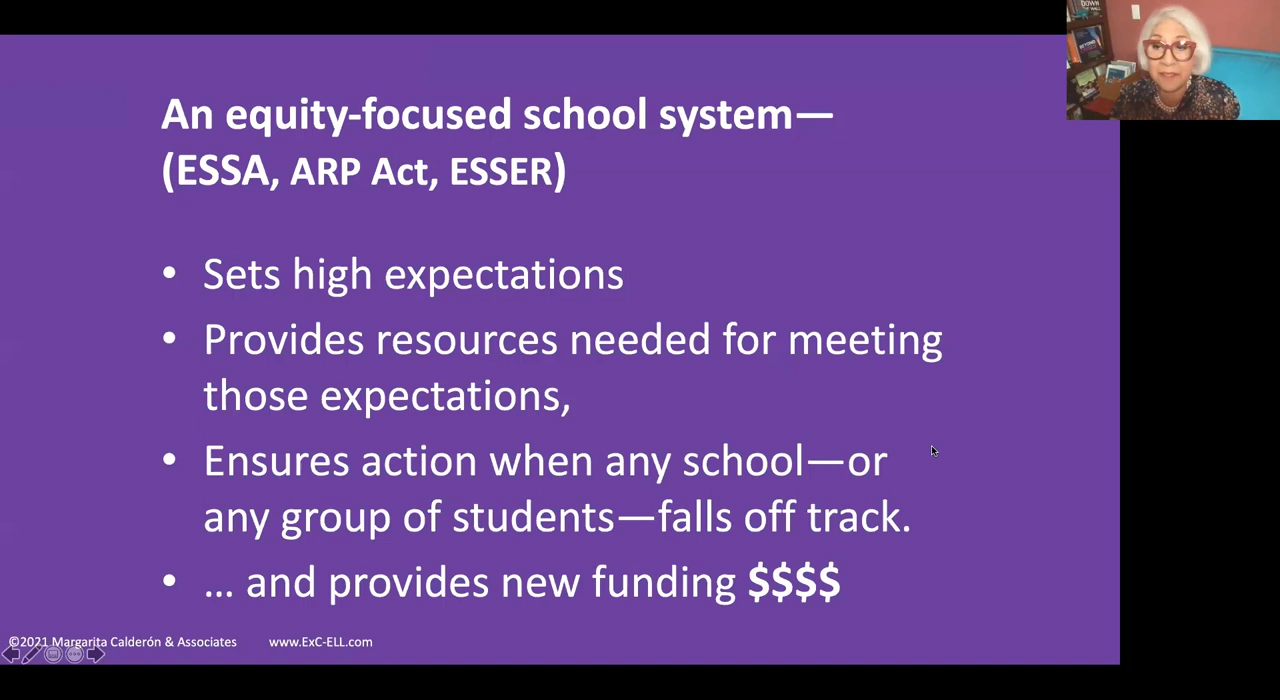 An equity-focused school system—
(ESSA, ARP Act, ESSER)
• Sets high expectations
• Provides resources needed for meeting
those expectations,
• Ensures action when any school—or
any group of students—falls off track.
• … and provides new funding $$$$
©2021 Margarita Calderón & Associates www.ExC-ELL.com
DOWN
BEYOND